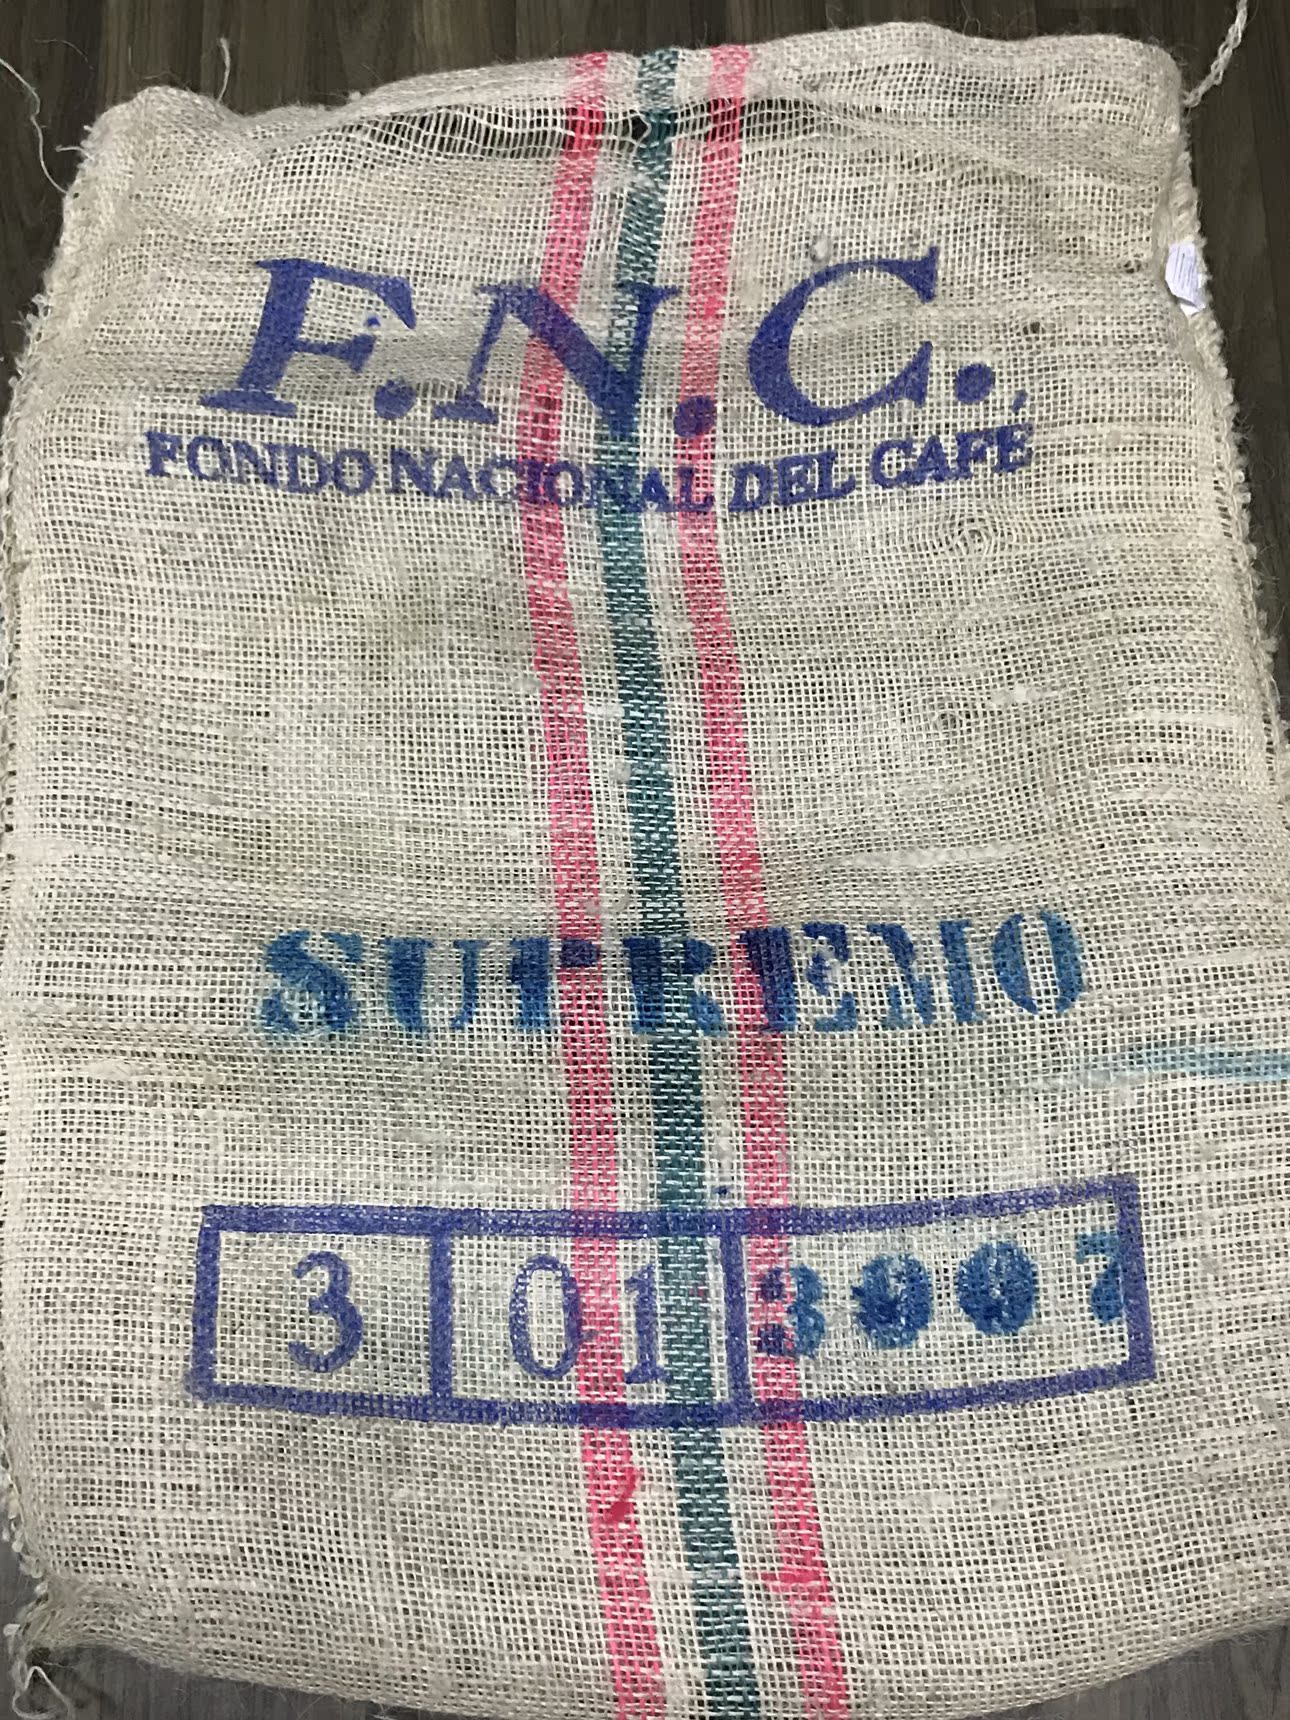 F.N.C.
FONDO NACIONAL DEL CAFÉ
SUPREMO
3 01